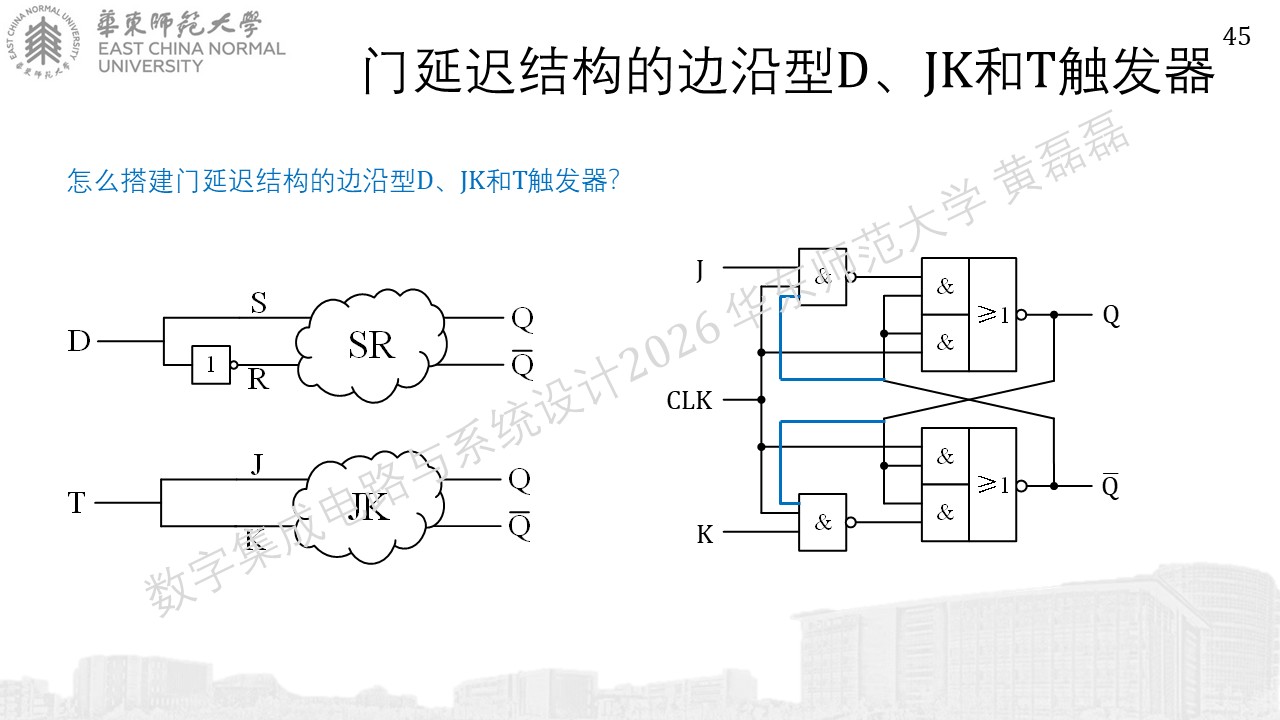 華東師範大學
EAST CHINA NORMAL
UNIVERSITY
45
门延迟结构的边沿型D、JK和T触发器
怎么搭建门延迟结构的边沿型D、JK和T触发器?
D
S
1
R
SR
Q
Q̅
T
J
K
JK
Q
Q̅
J
&
&
&
≥1
Q
CLK
&
&
≥1
Q̅
K
&
数字集成电路与系统设计2026 华东师范大学 黄磊磊